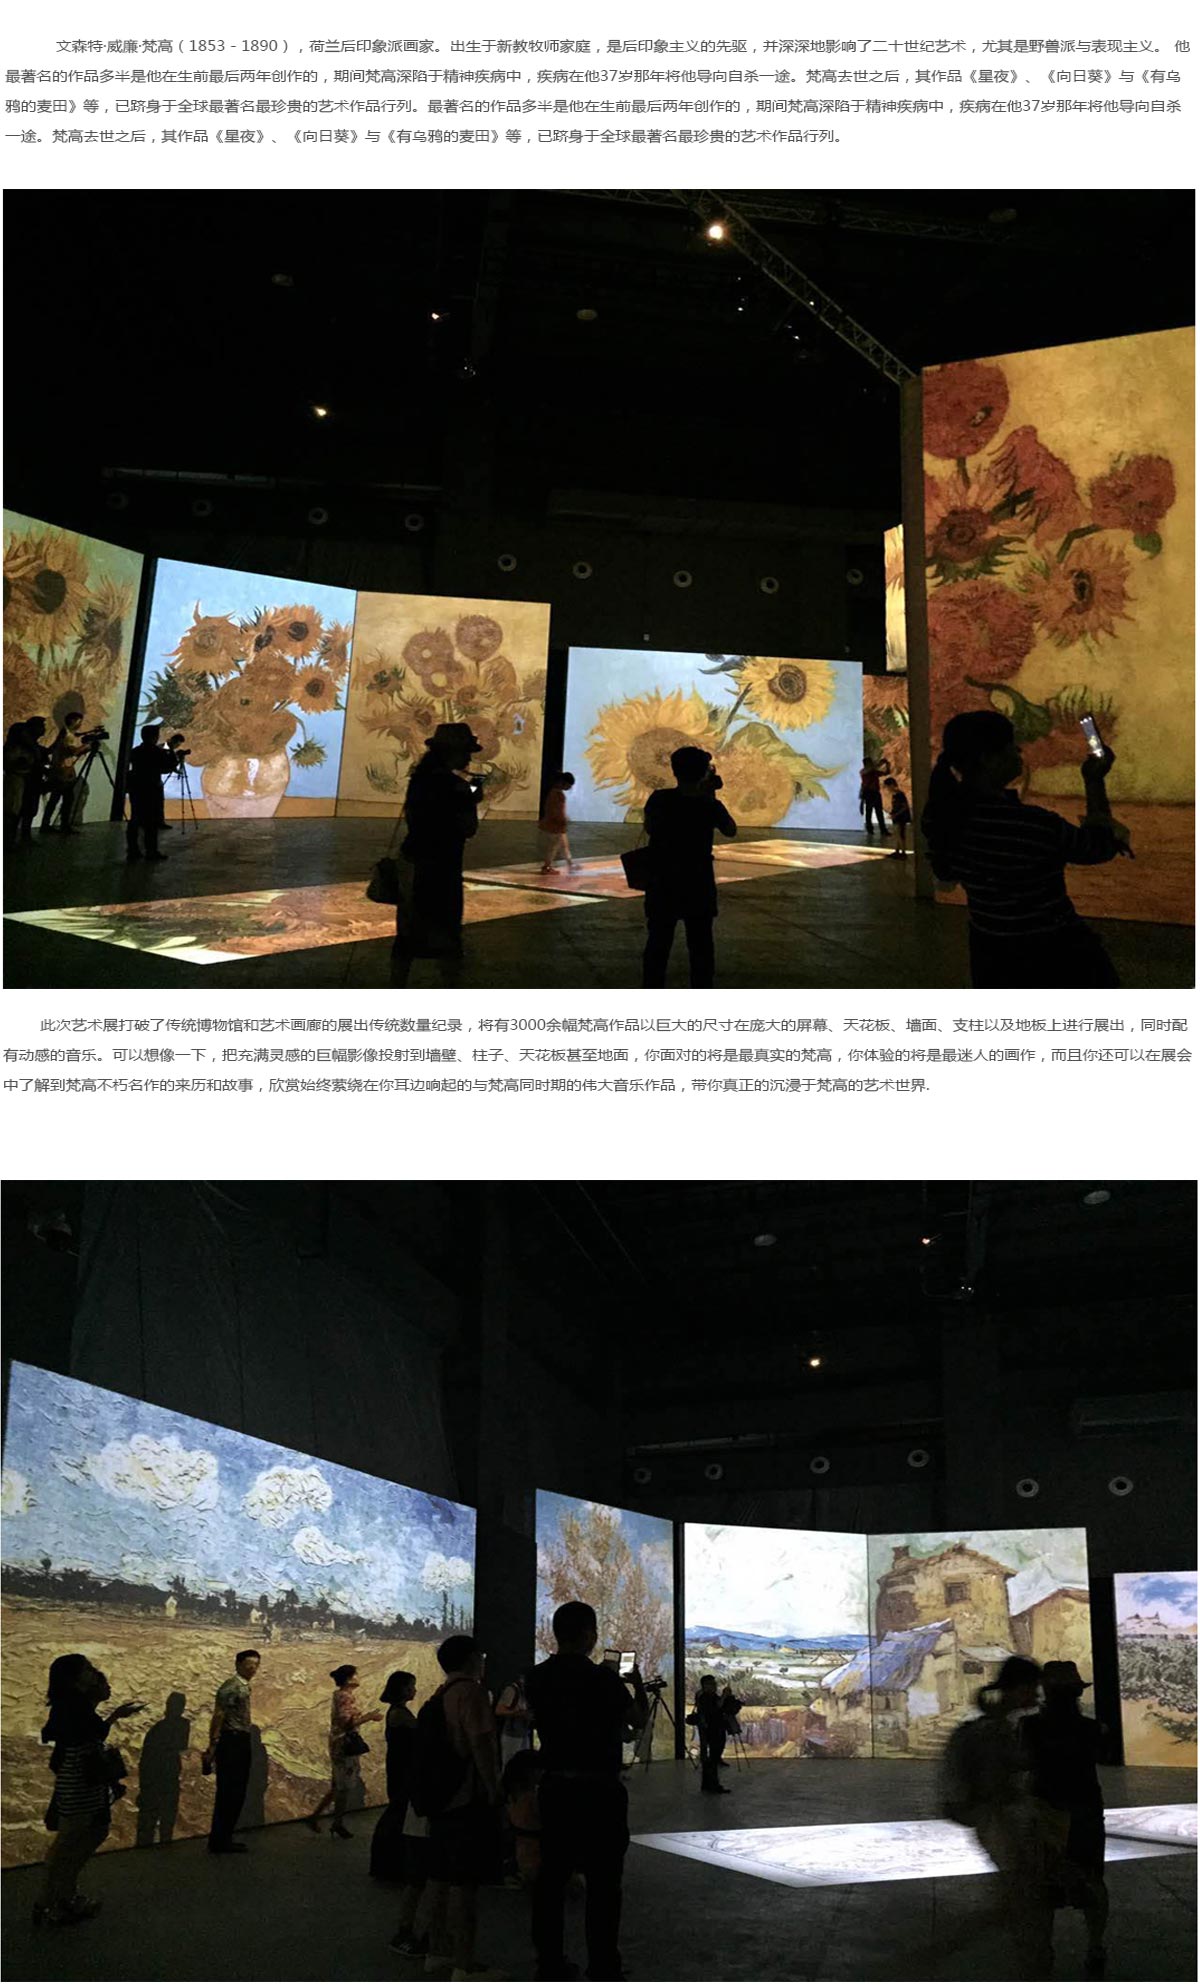 文森特·威廉·梵高（1853－1890），荷兰后印象派画家。出生于新教牧师家庭，是后印象主义的先驱，并深深地影响了二十世纪艺术，尤其是野兽派与表现主义。 他
最著名的作品多半是他在生前最后两年创作的，期间梵高深陷于精神疾病中，疾病在他37岁那年将他导向自杀一途。梵高去世之后，其作品《星夜》、《向日葵》与《有乌
鸦的麦田》等，已跻身于全球最著名最珍贵的艺术作品行列。最著名的作品多半是他在生前最后两年创作的，期间梵高深陷于精神疾病中，疾病在他37岁那年将他导向自杀
一途。梵高去世之后，其作品《星夜》、《向日葵》与《有乌鸦的麦田》等，已跻身于全球最著名最珍贵的艺术作品行列。
此次艺术展打破了传统博物馆和艺术画廊的展出传统数量纪录，将有3000余幅梵高作品以巨大的尺寸在庞大的屏幕、天花板、墙面、支柱以及地板上进行展出，同时配
有动感的音乐。可以想像一下，把充满灵感的巨幅影像投射到墙壁、柱子、天花板甚至地面，你面对的将是最真实的梵高，你体验的将是最迷人的画作，而且你还可以在展会
中了解到梵高不朽名作的来历和故事，欣赏始终萦绕在你耳边响起的与梵高同时期的伟大音乐作品，带你真正的沉浸于梵高的艺术世界.